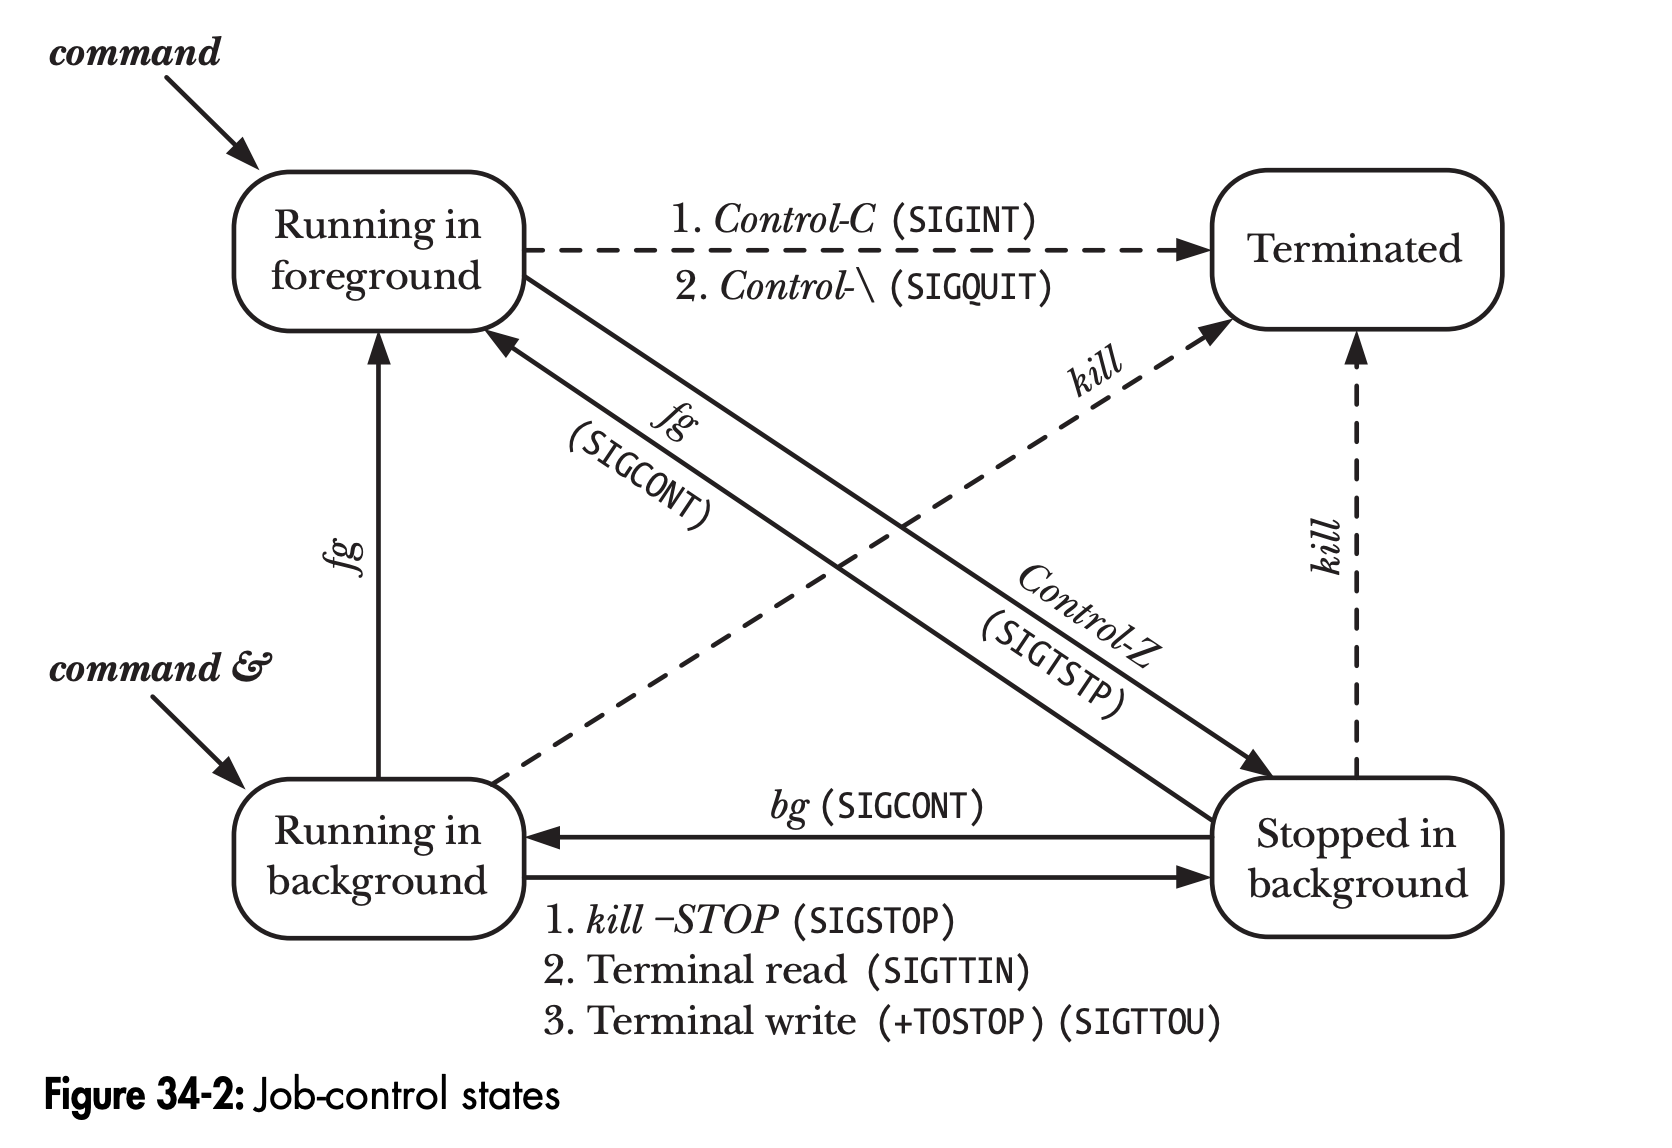 command
Running in
foreground
1. Control-C (SIGINT)
2. Control-\ (SIGQUIT)
Terminated
kill
fg
(SIGCONT)
fg
kill
Control-Z
(SIGTSTP)
command &
Running in
background
bg (SIGCONT)
Stopped in
background
1. kill –STOP (SIGSTOP)
2. Terminal read (SIGTTIN)
3. Terminal write (+TOSTOP) (SIGTTOU)
Figure 34-2: Job-control states